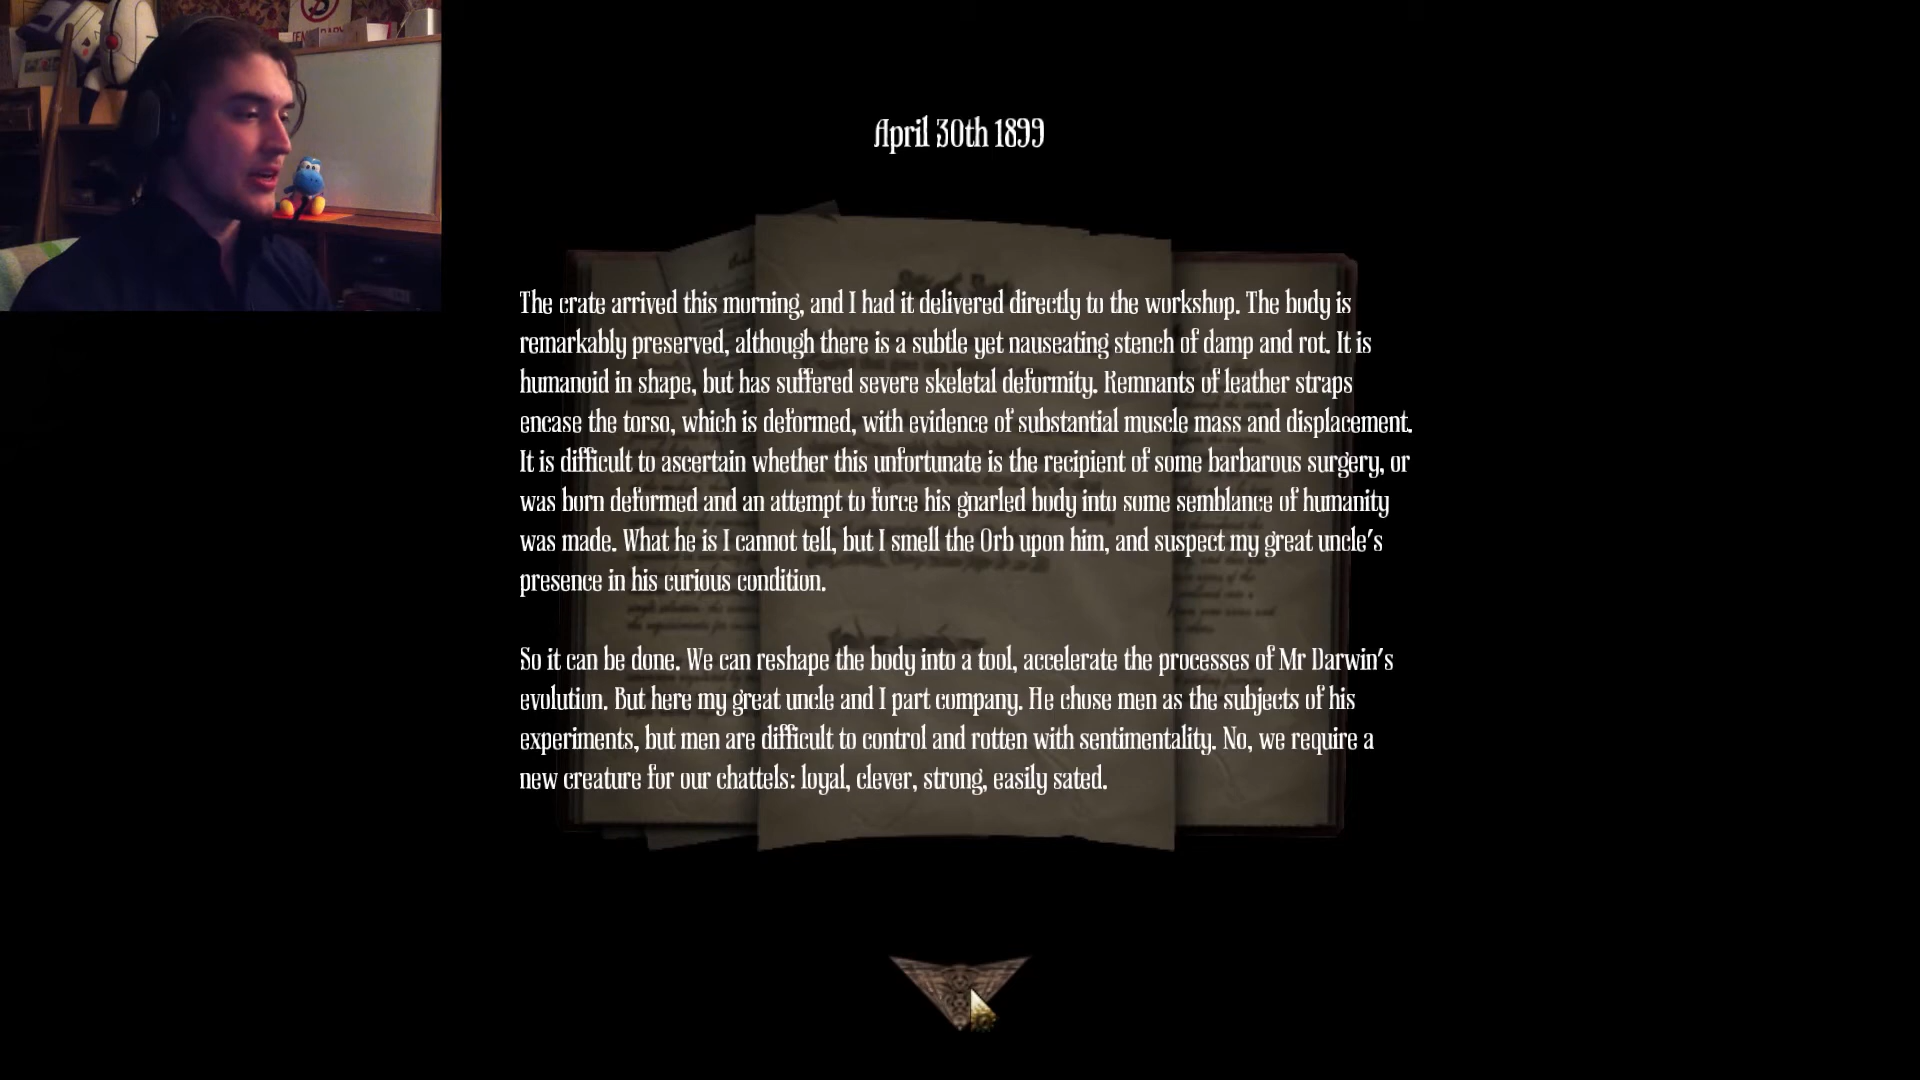 April 30th 1899
The crate arrived this morning, and I had it delivered directly to the workshop. The body is
remarkably preserved, although there is a subtle yet nauseating stench of damp and rot. It is
humanoid in shape, but has suffered severe skeletal deformity. Remnants of leather straps
encase the torso, which is deformed, with evidence of substantial muscle mass and displacement.
It is difficult to ascertain whether this unfortunate is the recipient of some barbarous surgery, or
was born deformed and an attempt to force his gnarled body into some semblance of humanity
was made. What he is I cannot tell, but I smell the Orb upon him, and suspect my great uncle's
presence in his curious condition.
So it can be done. We can reshape the body into a tool, accelerate the processes of Mr Darwin's
evolution. But here my great uncle and I part company. He chose men as the subjects of his
experiments, but men are difficult to control and rotten with sentimentality. No, we require a
new creature for our chattels: loyal, clever, strong, easily sated.